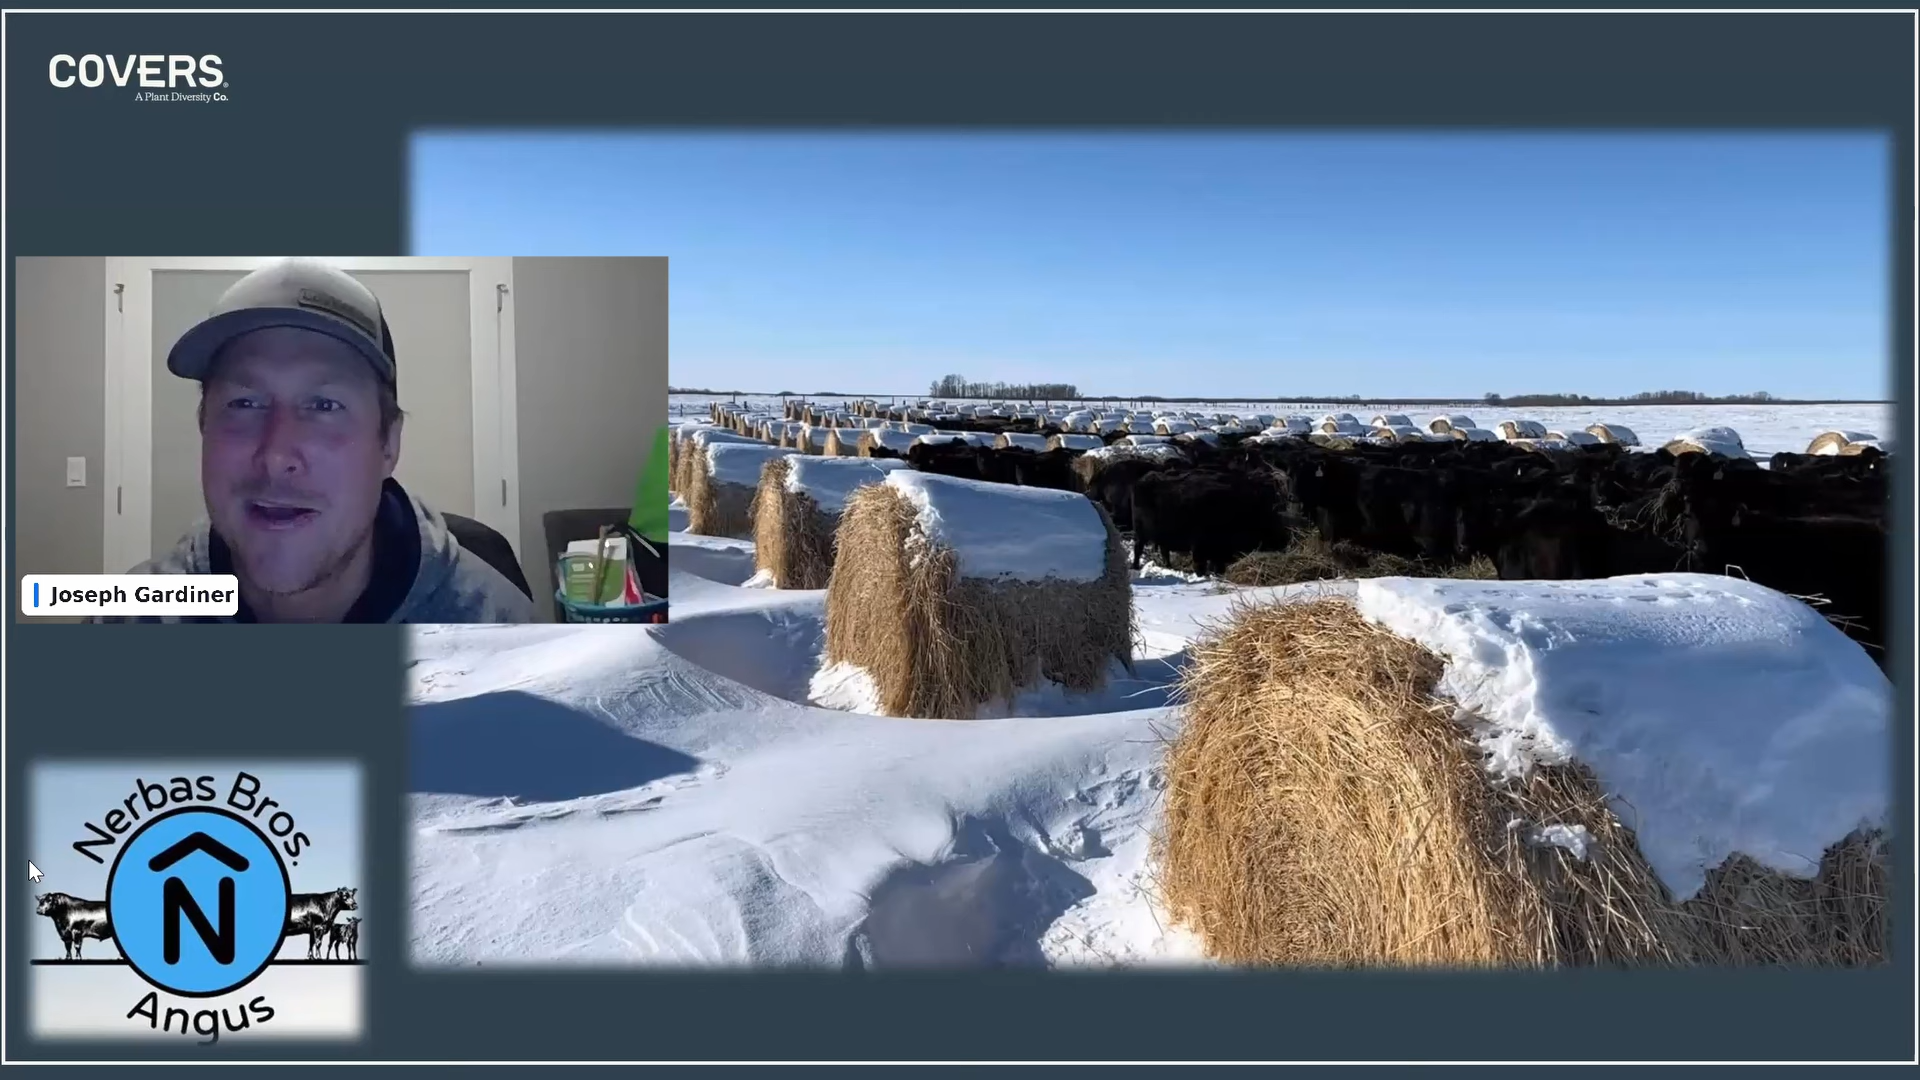 COVERS®
A Plant Diversity Co.
Joseph Gardiner
Nerbas Bros.
N
Angus